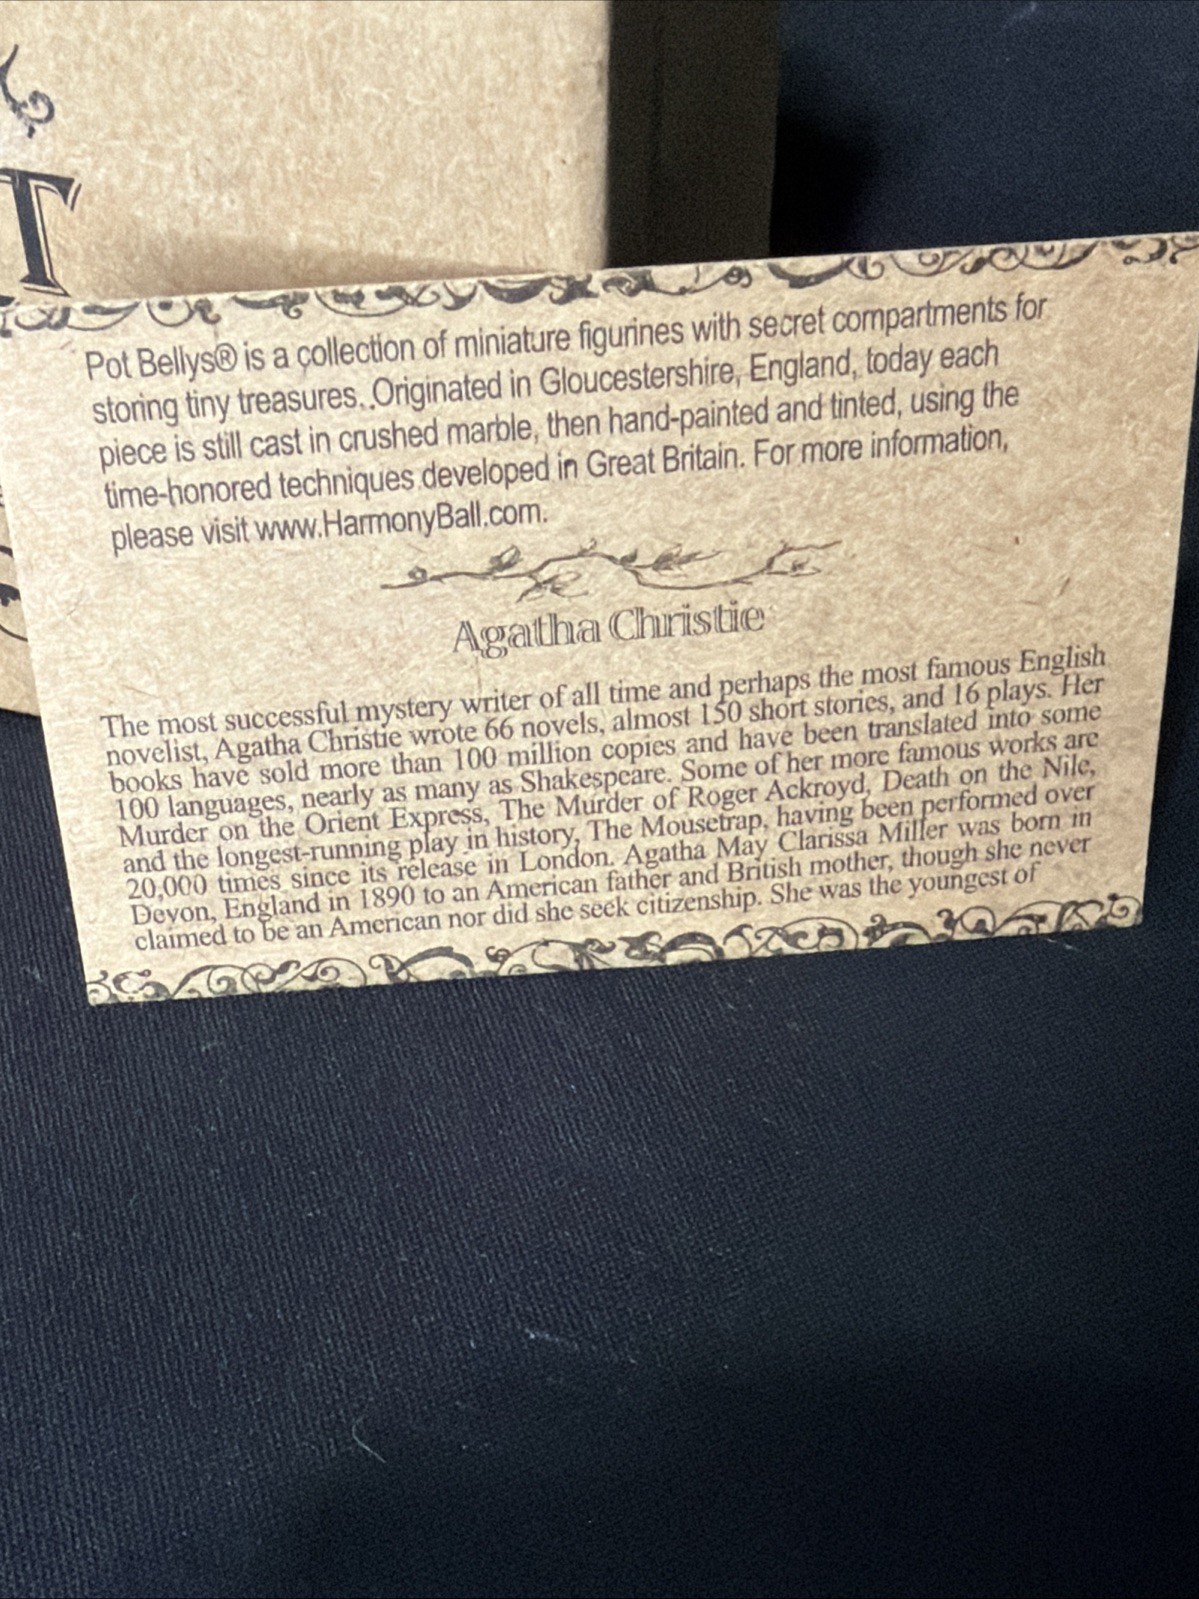 T
Pot Bellys® is a collection of miniature figurines with secret compartments for
storing tiny treasures. Originated in Gloucestershire, England, today each
piece is still cast in crushed marble, then hand-painted and tinted, using the
time-honored techniques developed in Great Britain. For more information,
please visit www.HarmonyBall.com.
Agatha Christie
The most successful mystery writer of all time and perhaps the most famous English
novelist, Agatha Christie wrote 66 novels, almost 150 short stories, and 16 plays. Her
books have sold more than 100 million copies and have been translated into some
100 languages, nearly as many as Shakespeare. Some of her more famous works are
Murder on the Orient Express, The Murder of Roger Ackroyd, Death on the Nile,
and the longest-running play in history, The Mousetrap, having been performed over
20,000 times since its release in London. Agatha May Clarissa Miller was born in
Devon, England in 1890 to an American father and British mother, though she never
claimed to be an American nor did she seek citizenship. She was the youngest of